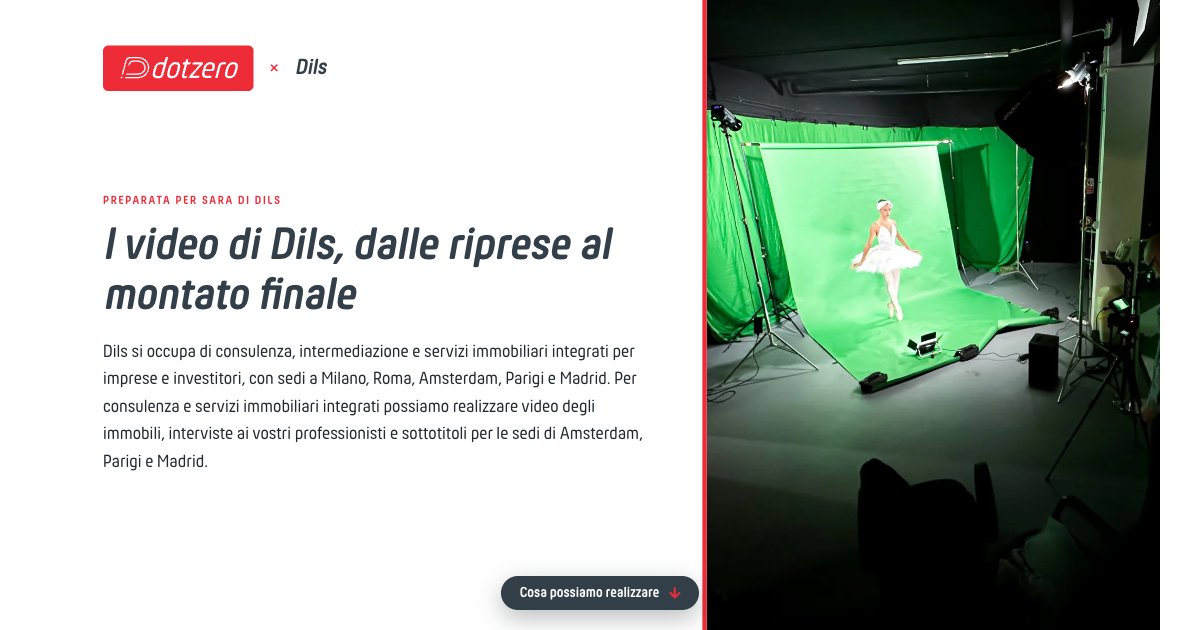 dotzero × Dils
PREPARATA PER SARA DI DILS
I video di Dils, dalle riprese al
montato finale
Dils si occupa di consulenza, intermediazione e servizi immobiliari integrati per
imprese e investitori, con sedi a Milano, Roma, Amsterdam, Parigi e Madrid. Per
consulenza e servizi immobiliari integrati possiamo realizzare video degli
immobili, interviste ai vostri professionisti e sottotitoli per le sedi di Amsterdam,
Parigi e Madrid.
Cosa possiamo realizzare